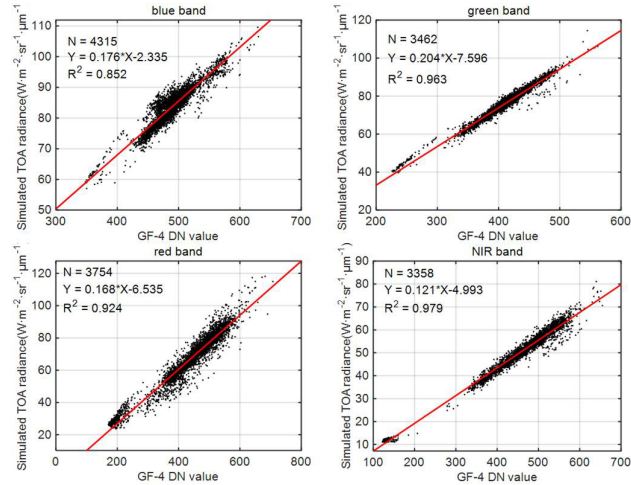 blue band
N = 4315
Y = 0.176*X-2.335
R² = 0.852
Simulated TOA radiance(W·m⁻²·sr⁻¹·μm⁻¹)
110
100
90
80
70
60
50
300 400 500 600 700
GF-4 DN value
green band
N = 3462
Y = 0.204*X-7.596
R² = 0.963
Simulated TOA radiance(W·m⁻²·sr⁻¹·μm⁻¹)
120
100
80
60
40
20
200 300 400 500 600
GF-4 DN value
red band
N = 3754
Y = 0.168*X-6.535
R² = 0.924
Simulated TOA radiance(W·m⁻²·sr⁻¹·μm⁻¹)
120
100
80
60
40
20
0 200 400 600 800
GF-4 DN value
NIR band
N = 3358
Y = 0.121*X-4.993
R² = 0.979
Simulated TOA radiance(W·m⁻²·sr⁻¹·μm⁻¹)
90
80
70
60
50
40
30
20
10
100 200 300 400 500 600 700
GF-4 DN value